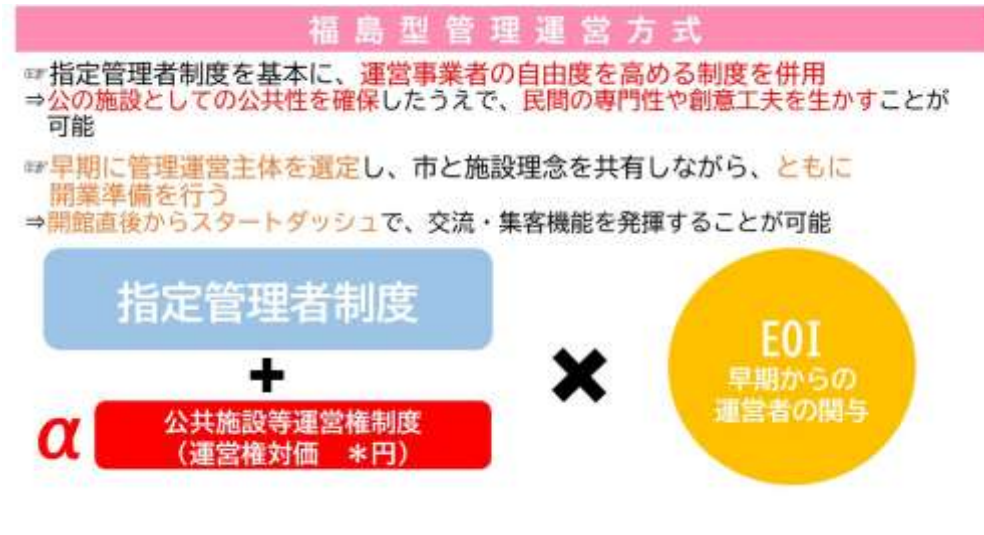 福島型管理運営方式
☞指定管理者制度を基本に、運営事業者の自由度を高める制度を併用
⇒公の施設としての公共性を確保したうえで、民間の専門性や創意工夫を生かすことが
可能
☞早期に管理運営主体を選定し、市と施設理念を共有しながら、ともに
開業準備を行う
⇒開館直後からスタートダッシュで、交流・集客機能を発揮することが可能
指定管理者制度
+
α
公共施設等運営権制度
（運営権対価　＊円）
×
EOI
早期からの
運営者の関与